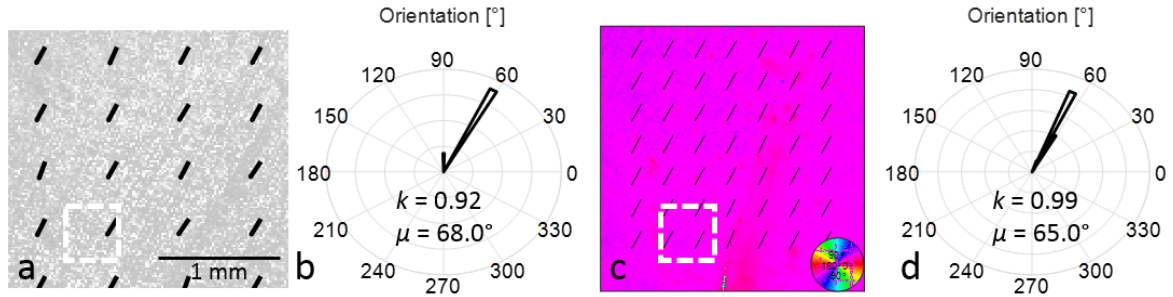 a
1 mm
Orientation [°]
90
120
60
150
30
180
0
210
330
240
300
270
k = 0.92
μ = 68.0°
b
c
Orientation [°]
90
120
60
150
30
180
0
210
330
240
300
270
k = 0.99
μ = 65.0°
d